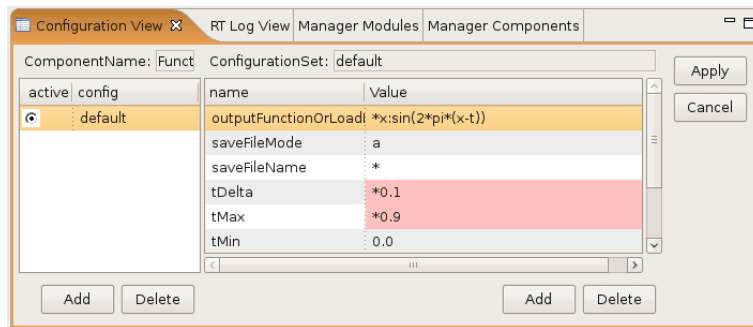 Configuration View RT Log View Manager Modules Manager Components
ComponentName: Funct ConfigurationSet: default
Apply
Cancel
active config
default
name Value
outputFunctionOrLoad *x:sin(2*pi*(x-t))
saveFileMode a
saveFileName *
tDelta *0.1
tMax *0.9
tMin 0.0
Add Delete
Add Delete